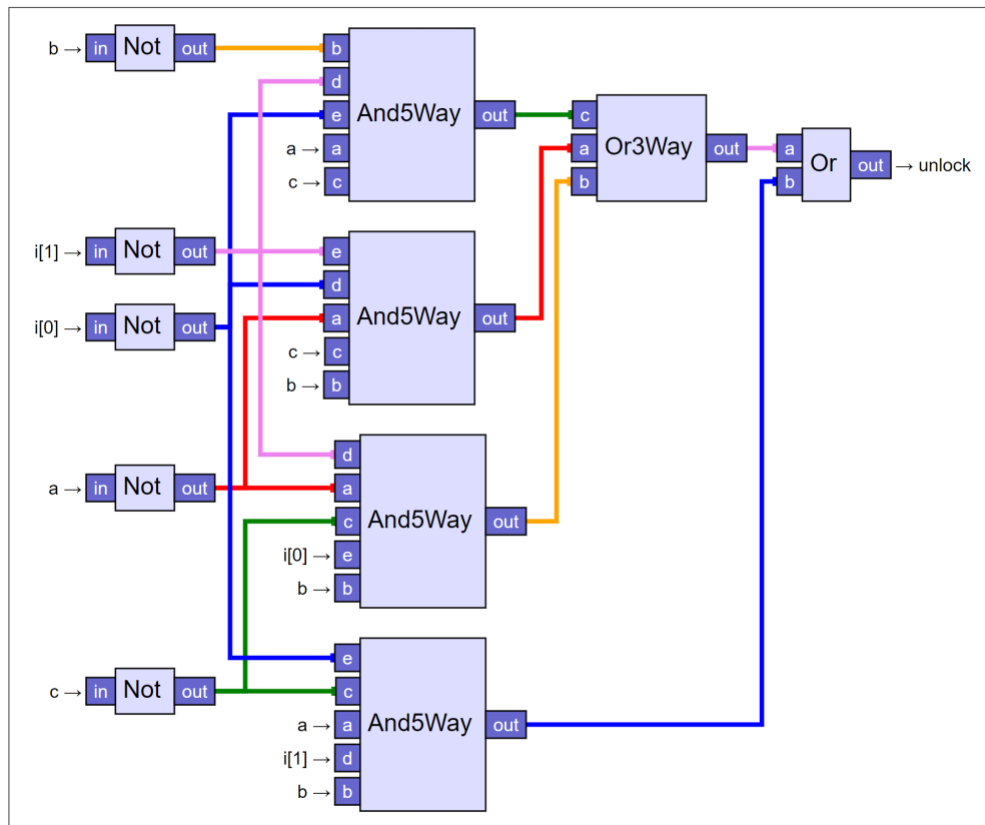 b → in Not out
b
d
e
a → a
c → c
And5Way
out
c
a
b
Or3Way
out
a
b
Or
out → unlock
i[1] → in Not out
i[0] → in Not out
e
d
a
c → c
b → b
And5Way
out
a → in Not out
d
a
c
i[0] → e
b → b
And5Way
out
c → in Not out
e
c
a → a
i[1] → d
b → b
And5Way
out